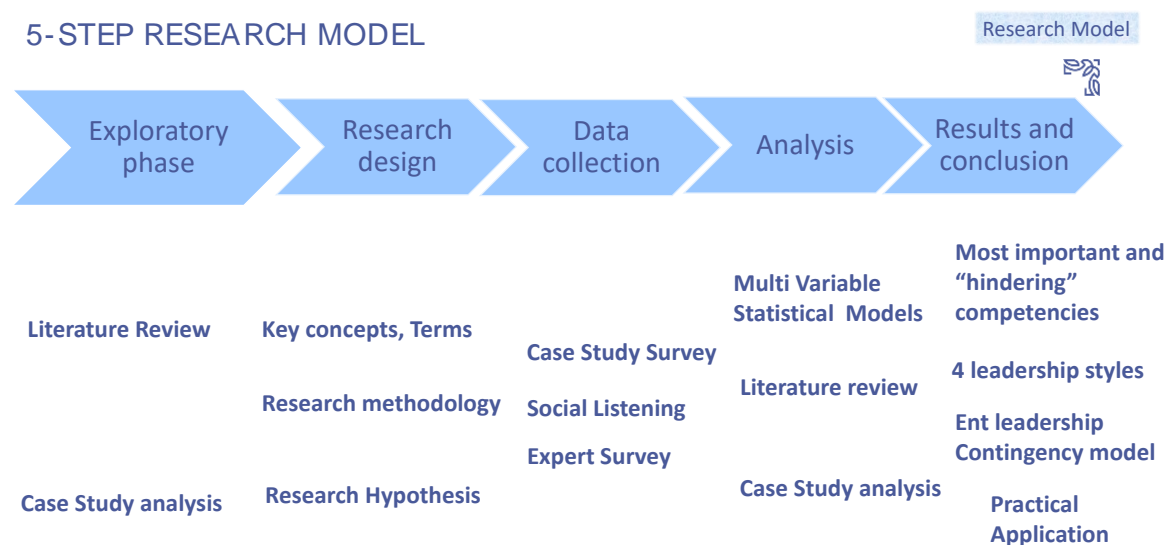 5-STEP RESEARCH MODEL
Research Model
Exploratory
phase
Research
design
Data
collection
Analysis
Results and
conclusion
Literature Review
Case Study analysis
Key concepts, Terms
Research methodology
Research Hypothesis
Case Study Survey
Social Listening
Expert Survey
Multi Variable
Statistical Models
Literature review
Case Study analysis
Most important and
“hindering”
competencies
4 leadership styles
Ent leadership
Contingency model
Practical
Application